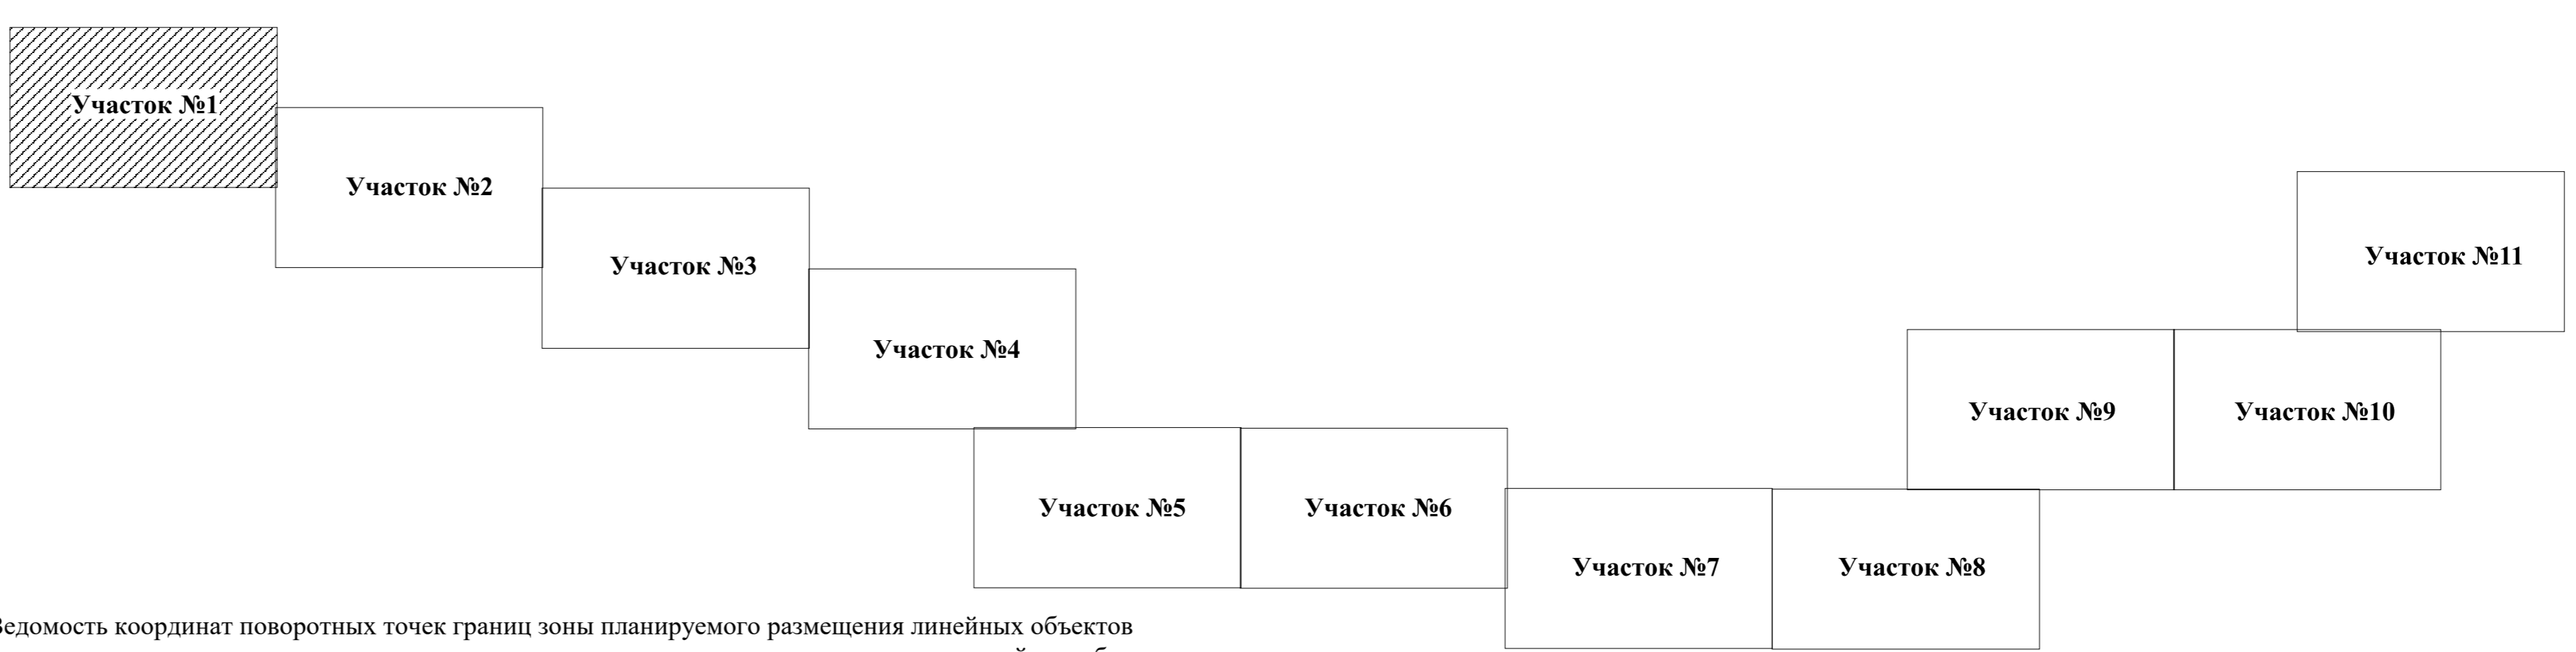 Участок №1
Участок №2
Участок №3
Участок №4
Участок №5
Участок №6
Участок №7
Участок №8
Участок №9
Участок №10
Участок №11
Ведомость координат поворотных точек границ зоны планируемого размещения линейных объектов